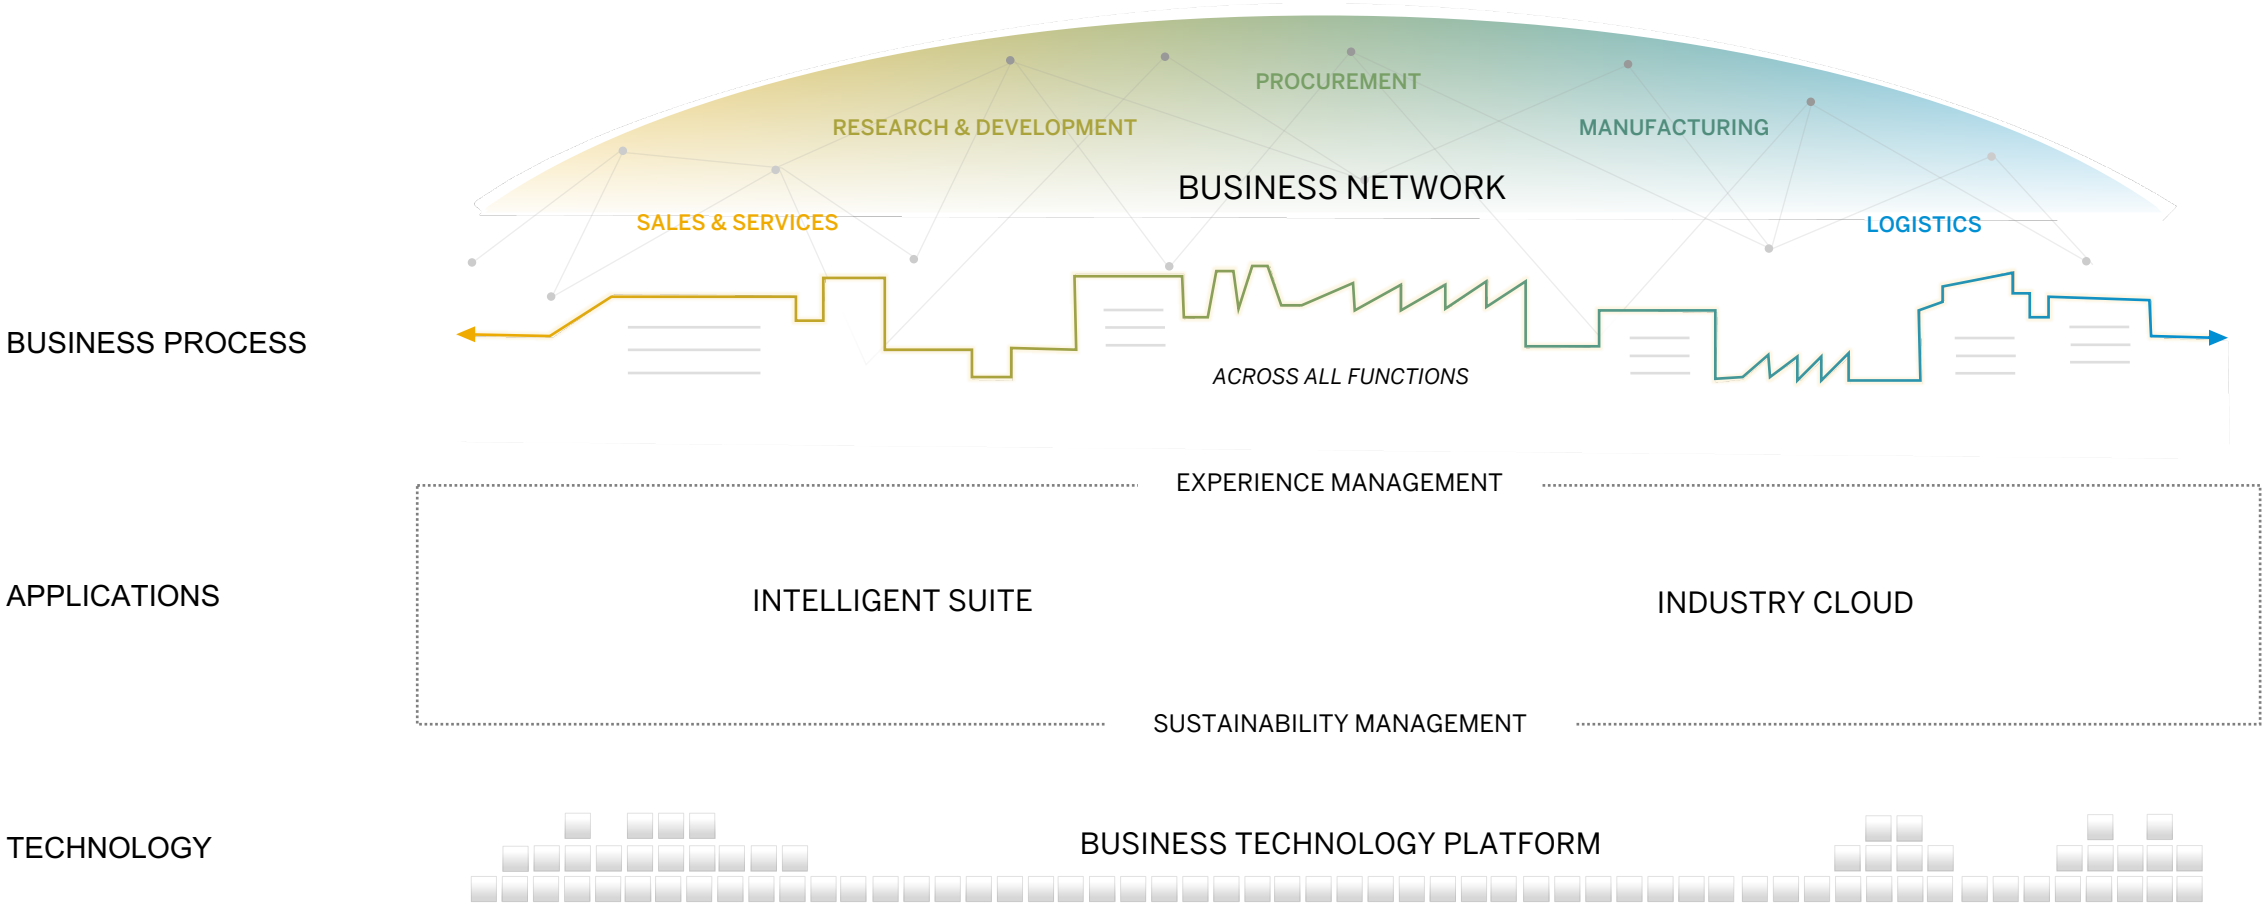 PROCUREMENT
RESEARCH & DEVELOPMENT
MANUFACTURING
BUSINESS NETWORK
SALES & SERVICES
LOGISTICS
BUSINESS PROCESS
ACROSS ALL FUNCTIONS
EXPERIENCE MANAGEMENT
APPLICATIONS
INTELLIGENT SUITE
INDUSTRY CLOUD
SUSTAINABILITY MANAGEMENT
TECHNOLOGY
BUSINESS TECHNOLOGY PLATFORM